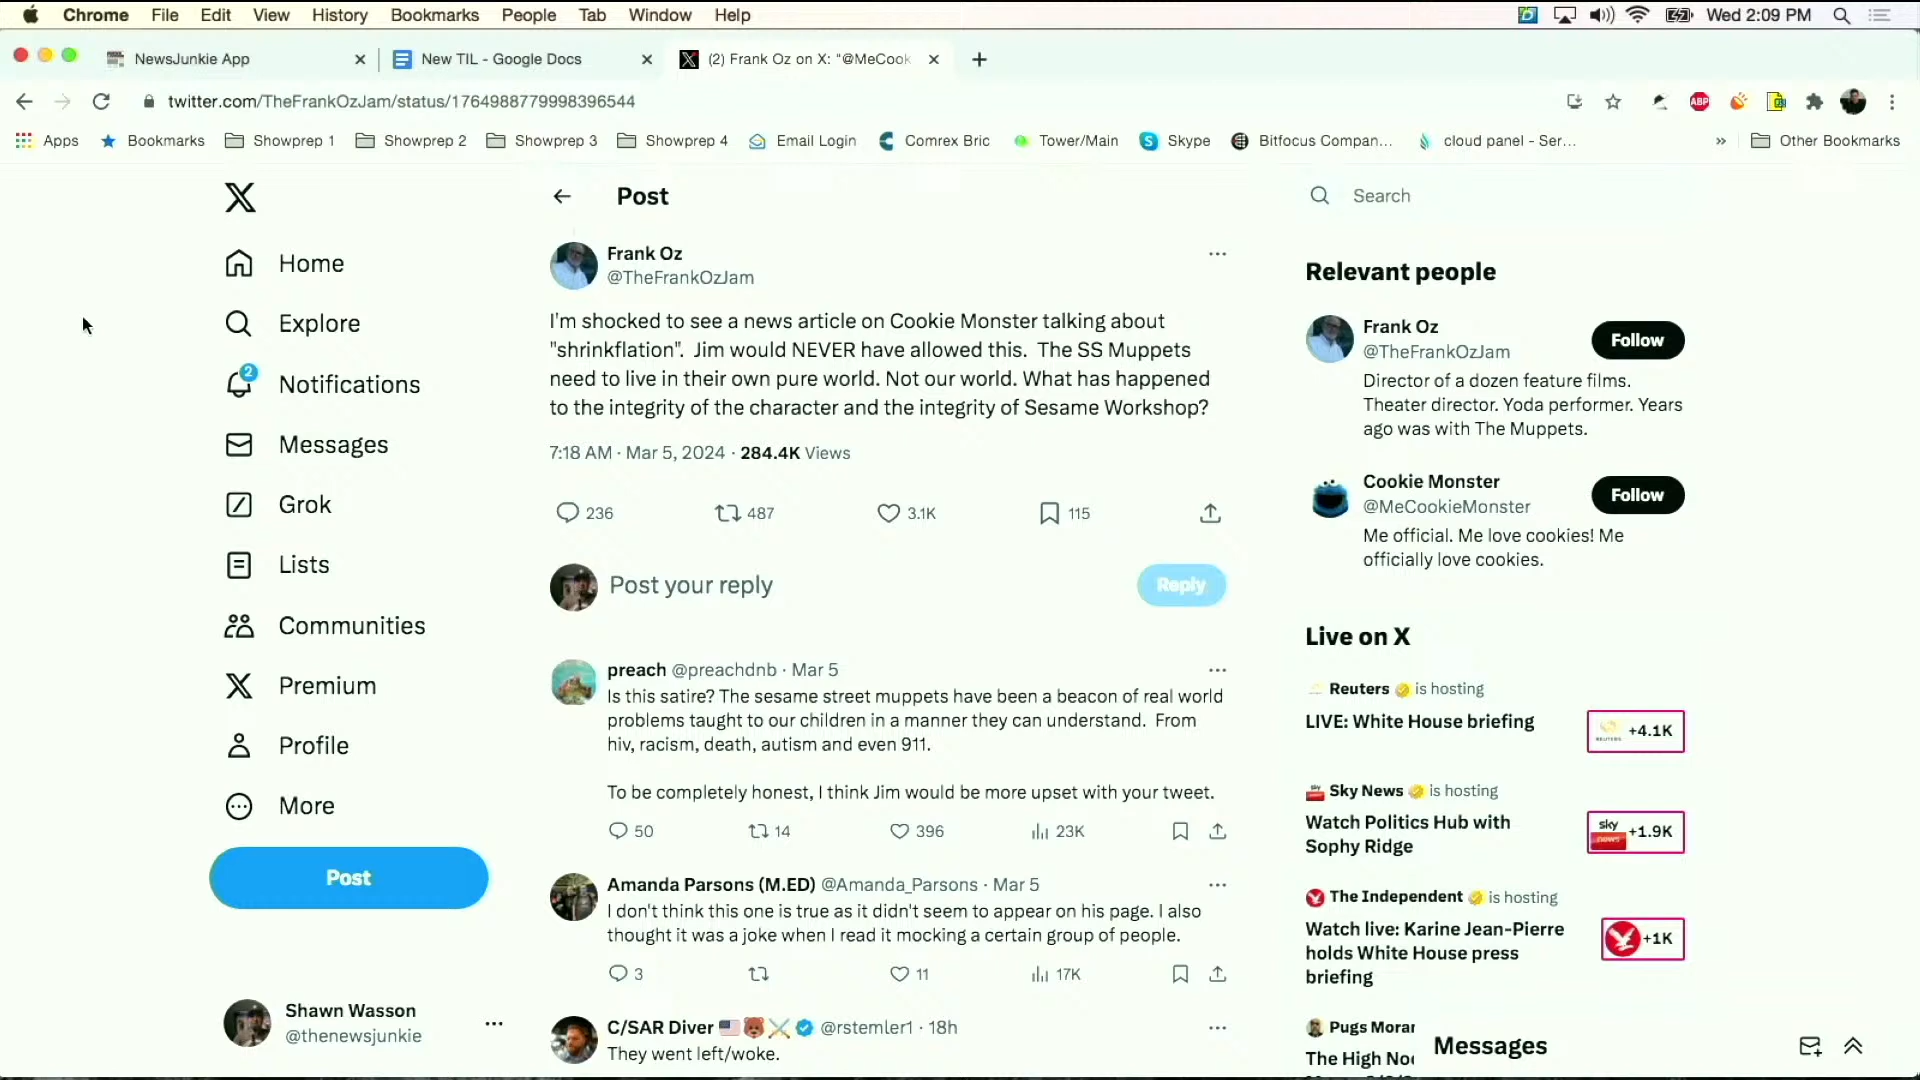 Chrome File Edit View History Bookmarks People Tab Window Help Wed 2:09 PM
NewsJunkie App New TIL - Google Docs (2) Frank Oz on X: "@MeCook
twitter.com/TheFrankOzJam/status/1764988779998396544 ABP
Apps Bookmarks Showprep 1 Showprep 2 Showprep 3 Showprep 4 Email Login Comrex Bric Tower/Main Skype Bitfocus Compan... cloud panel - Ser... » Other Bookmarks
Home
Explore
2
Notifications
Messages
Grok
Lists
Communities
Premium
Profile
More
Post
Shawn Wasson
@thenewsjunkie
Post
Frank Oz
@TheFrankOzJam
I'm shocked to see a news article on Cookie Monster talking about
"shrinkflation". Jim would NEVER have allowed this. The SS Muppets
need to live in their own pure world. Not our world. What has happened
to the integrity of the character and the integrity of Sesame Workshop?
7:18 AM · Mar 5, 2024 · 284.4K Views
236 487 3.1K 115
Post your reply Reply
preach @preachdnb · Mar 5
Is this satire? The sesame street muppets have been a beacon of real world
problems taught to our children in a manner they can understand. From
hiv, racism, death, autism and even 911.
To be completely honest, I think Jim would be more upset with your tweet.
50 14 396 23K
Amanda Parsons (M.ED) @Amanda_Parsons · Mar 5
I don't think this one is true as it didn't seem to appear on his page. I also
thought it was a joke when I read it mocking a certain group of people.
3 11 17K
C/SAR Diver @rstemler1 · 18h
They went left/woke.
Search
Relevant people
Frank Oz
@TheFrankOzJam
Follow
Director of a dozen feature films.
Theater director. Yoda performer. Years
ago was with The Muppets.
Cookie Monster
@MeCookieMonster
Follow
Me official. Me love cookies! Me
officially love cookies.
Live on X
Reuters is hosting
LIVE: White House briefing
REUTERS +4.1K
Sky News is hosting
Watch Politics Hub with
Sophy Ridge
sky news +1.9K
The Independent is hosting
Watch live: Karine Jean-Pierre
holds White House press
briefing
+1K
Pugs Moran
The High Noo
Messages